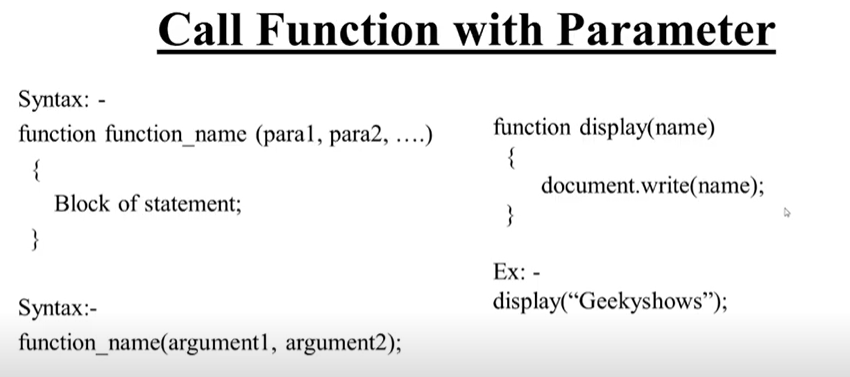 Call Function with Parameter
Syntax: -
function function_name (para1, para2, ….)
{
Block of statement;
}
Syntax:-
function_name(argument1, argument2);
function display(name)
{
document.write(name);
}
Ex: -
display(“Geekyshows”);